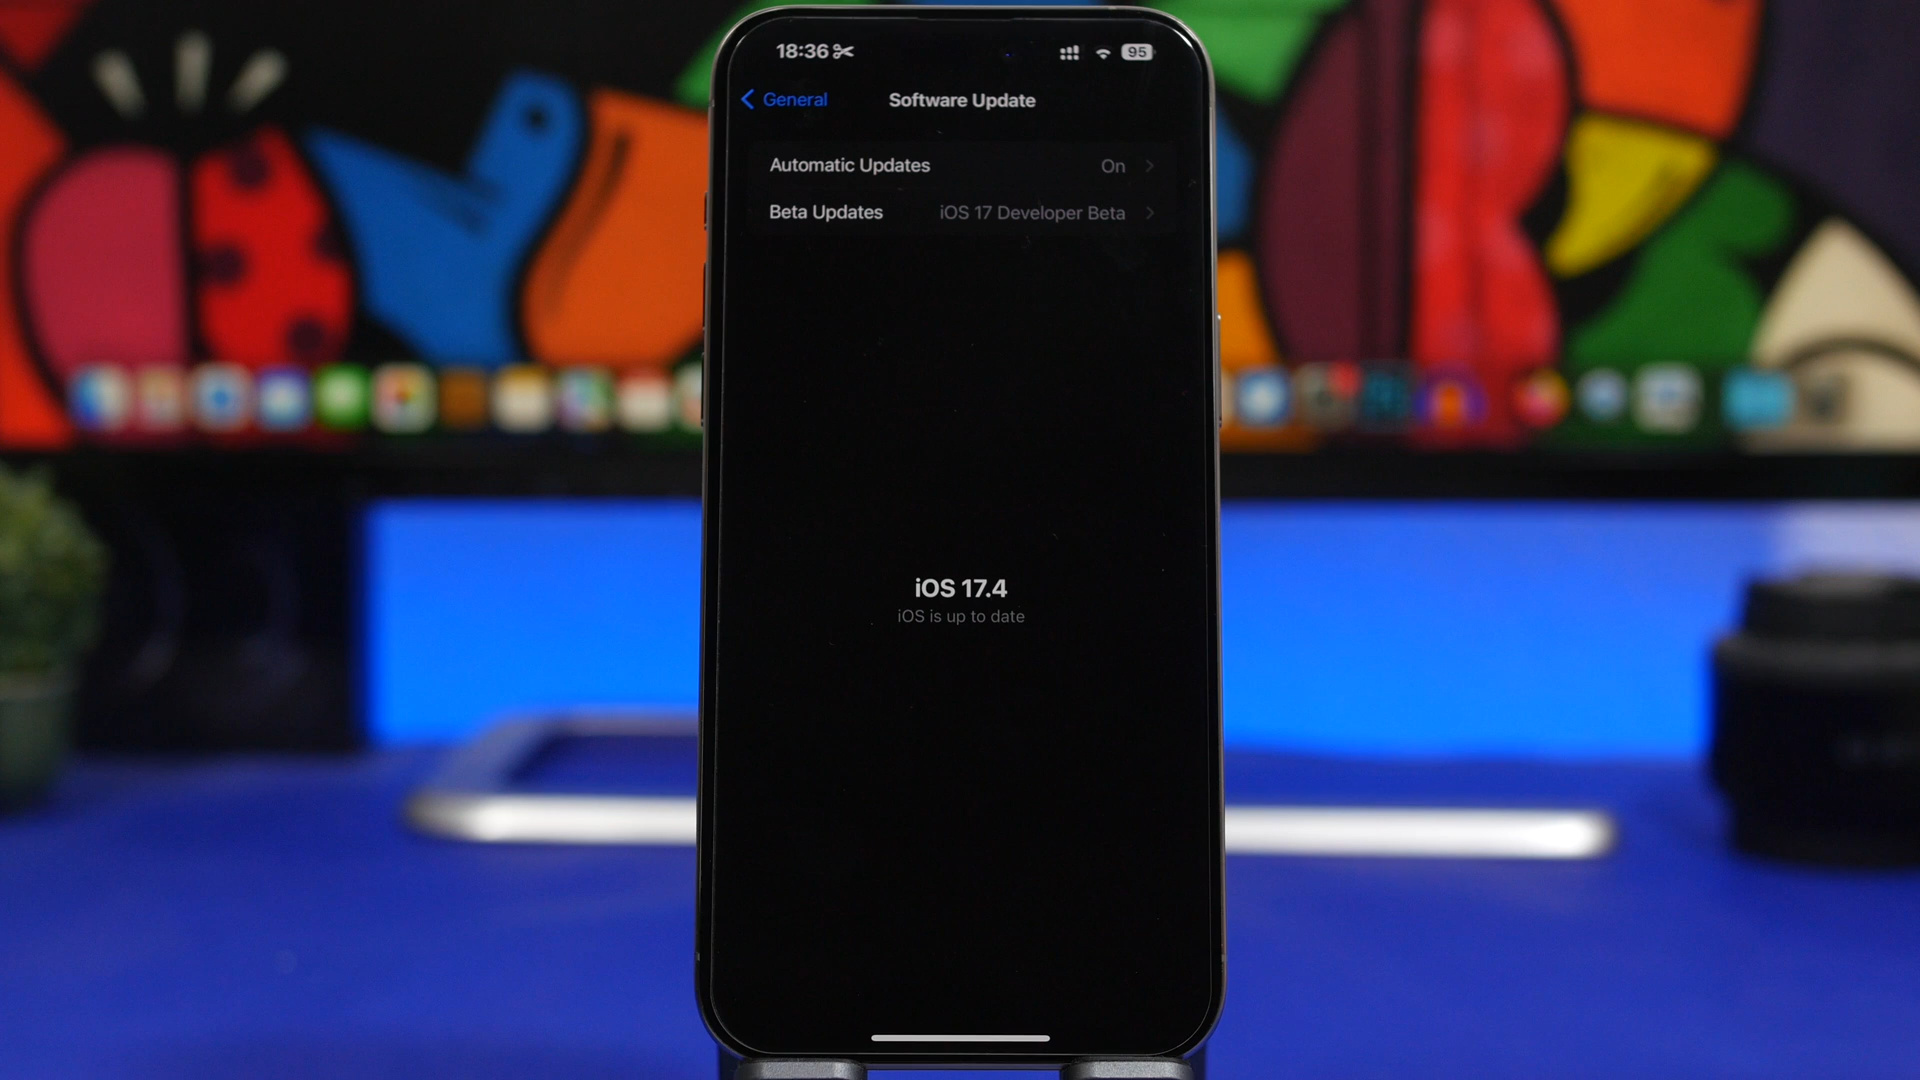 18:36
95
General
Software Update
Automatic Updates On
Beta Updates iOS 17 Developer Beta
iOS 17.4
iOS is up to date